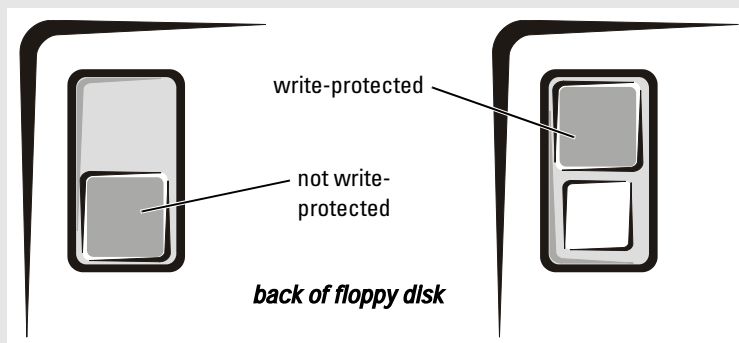 write-protected
not write-
protected
back of floppy disk